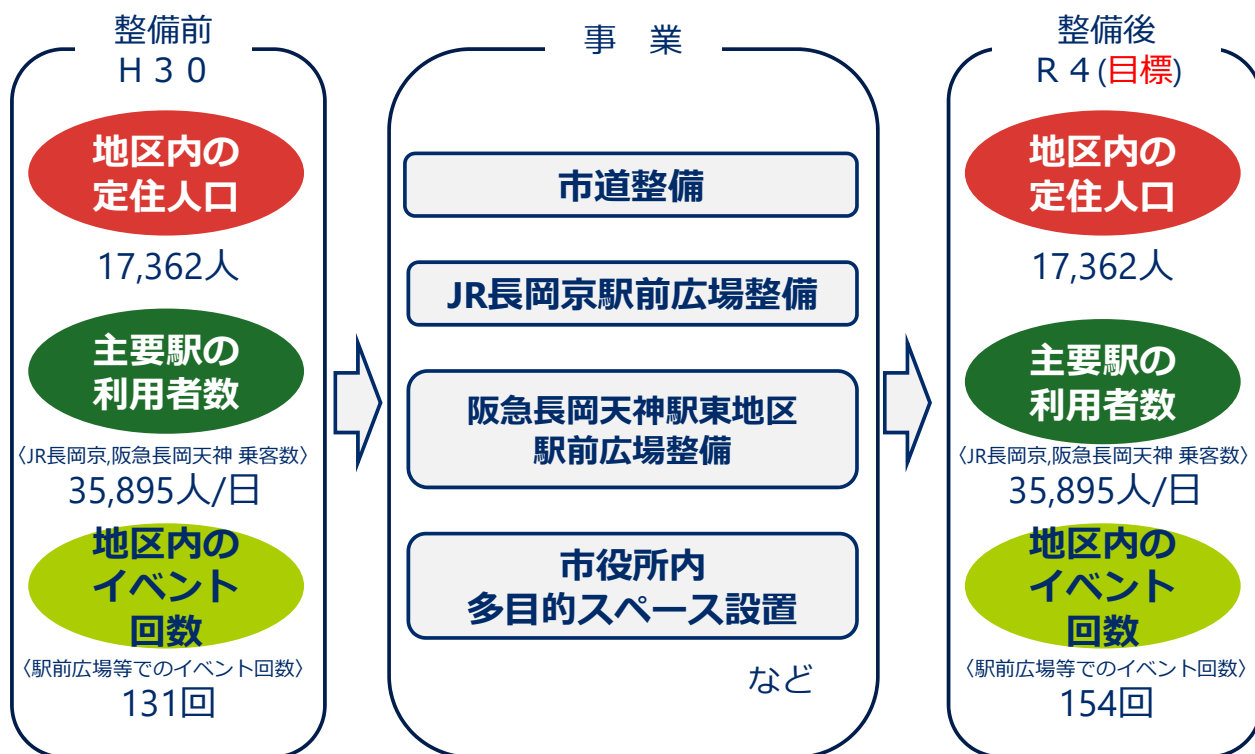 整備前
Ｈ３０
地区内の
定住人口
17,362人
主要駅の
利用者数
〈JR長岡京,阪急長岡天神 乗客数〉
35,895人/日
地区内の
イベント
回数
〈駅前広場等でのイベント回数〉
131回
事　業
市道整備
JR長岡京駅前広場整備
阪急長岡天神駅東地区
駅前広場整備
市役所内
多目的スペース設置
など
整備後
Ｒ４(目標)
地区内の
定住人口
17,362人
主要駅の
利用者数
〈JR長岡京,阪急長岡天神 乗客数〉
35,895人/日
地区内の
イベント
回数
〈駅前広場等でのイベント回数〉
154回